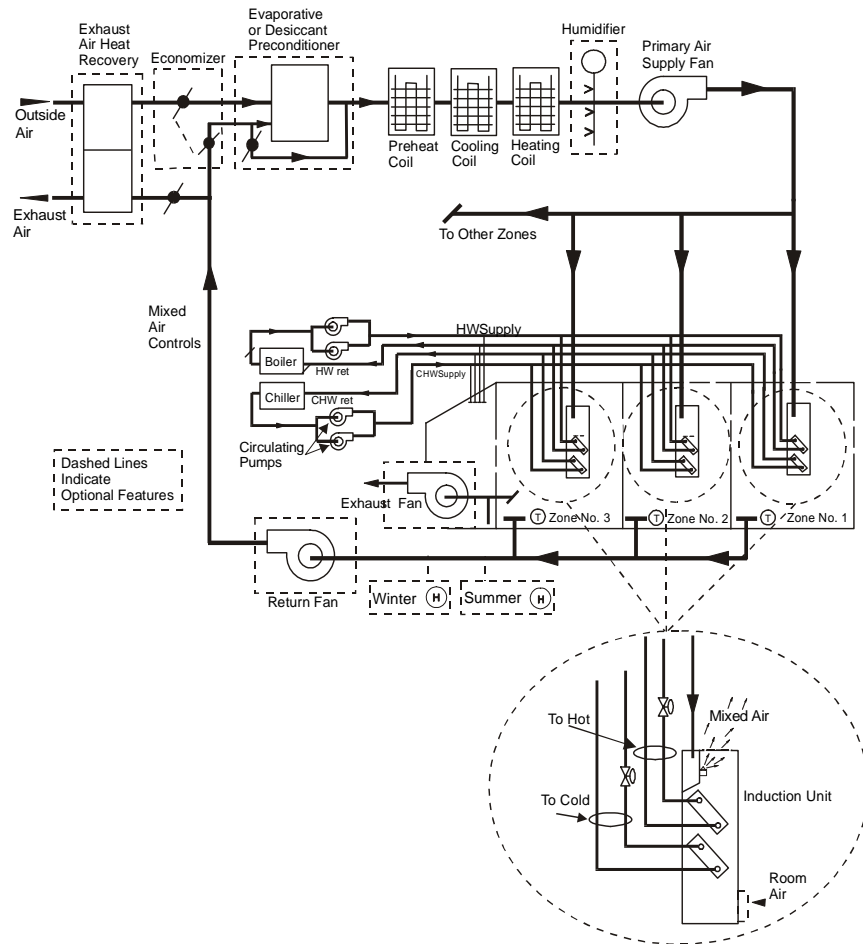 Exhaust
Air Heat
Recovery
Economizer
Evaporative
or Desiccant
Preconditioner
Humidifier
Primary Air
Supply Fan
Outside
Air
Exhaust
Air
Preheat
Coil
Cooling
Coil
Heating
Coil
To Other Zones
Mixed
Air
Controls
HWSupply
Boiler
HW ret
CHWSupply
Chiller
CHW ret
Circulating
Pumps
Dashed Lines
Indicate
Optional Features
Exhaust Fan
T Zone No. 3
T Zone No. 2
T Zone No. 1
Return Fan
Winter H
Summer H
To Hot
Mixed Air
To Cold
Induction Unit
Room
Air